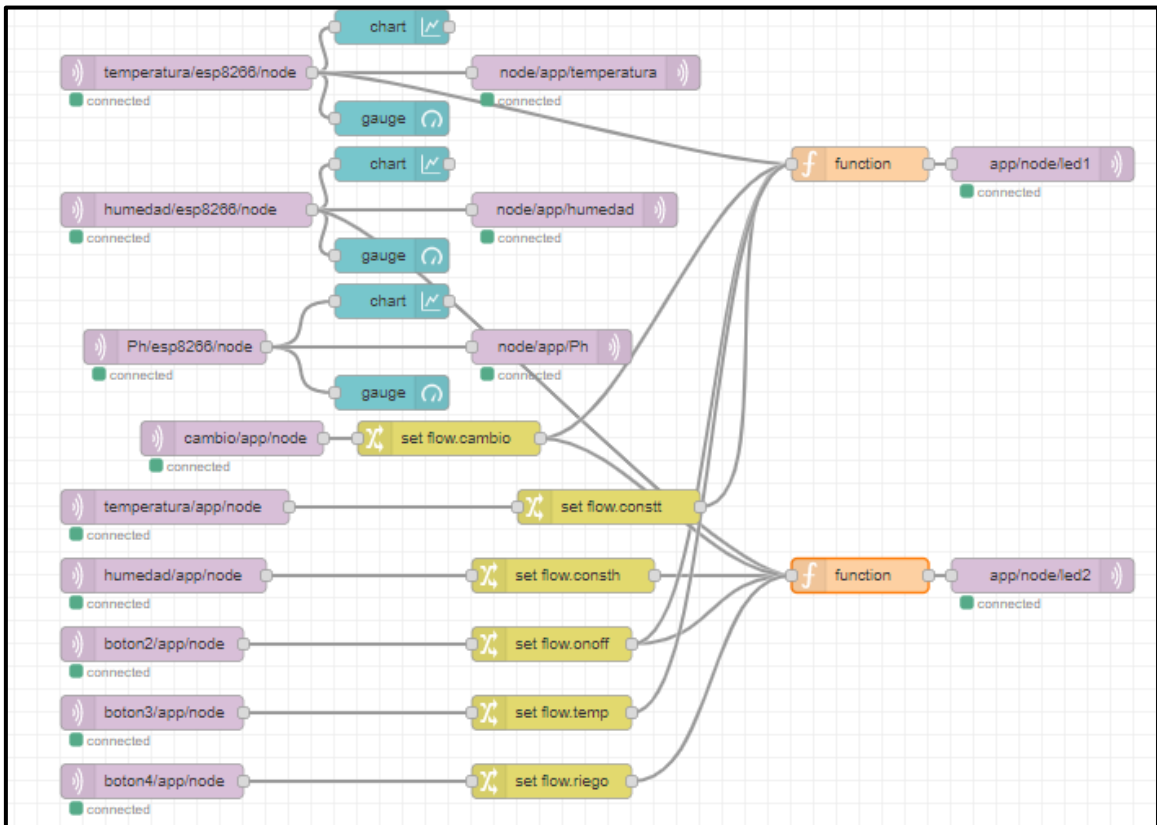 chart
temperatura/esp8266/node
connected
node/app/temperatura
connected
gauge
chart
function
app/node/led1
connected
humedad/esp8266/node
connected
node/app/humedad
connected
gauge
chart
Ph/esp8266/node
connected
node/app/Ph
connected
gauge
cambio/app/node
connected
set flow.cambio
temperatura/app/node
connected
set flow.constt
humedad/app/node
connected
set flow.consth
function
app/node/led2
connected
boton2/app/node
connected
set flow.onoff
boton3/app/node
connected
set flow.temp
boton4/app/node
connected
set flow.riego